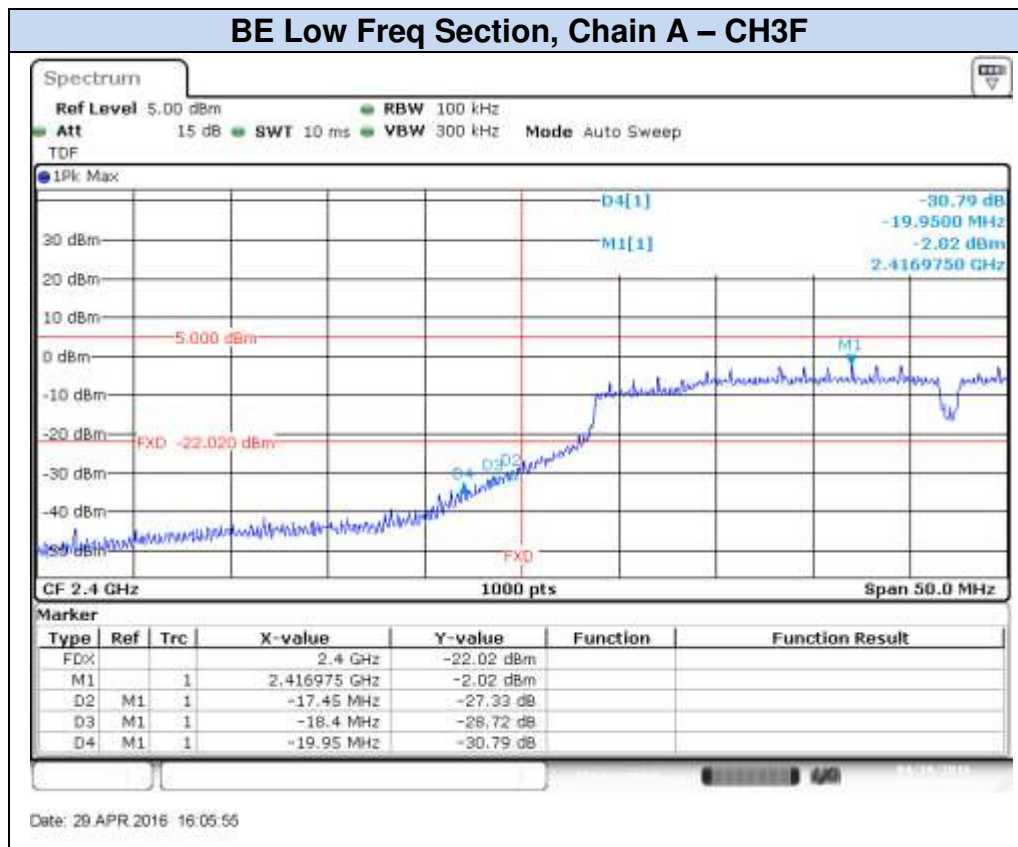 BE Low Freq Section, Chain A – CH3F
Spectrum
Ref Level 5.00 dBm RBW 100 kHz
Att 15 dB SWT 10 ms VBW 300 kHz Mode Auto Sweep
TDF
1Pk Max
D4[1] -30.79 dB
-19.9500 MHz
30 dBm M1[1] -2.02 dBm
2.4169750 GHz
20 dBm
10 dBm
5.000 dBm
0 dBm
M1
-10 dBm
-20 dBm
FXD -22.020 dBm
-30 dBm
D4 D3 D2
-40 dBm
-50 dBm
FXD
CF 2.4 GHz 1000 pts Span 50.0 MHz
Marker
Type Ref Trc X-value Y-value Function Function Result
FDX 2.4 GHz -22.02 dBm
M1 1 2.416975 GHz -2.02 dBm
D2 M1 1 -17.45 MHz -27.33 dB
D3 M1 1 -18.4 MHz -28.72 dB
D4 M1 1 -19.95 MHz -30.79 dB
Date: 29.APR.2016 16:05:55